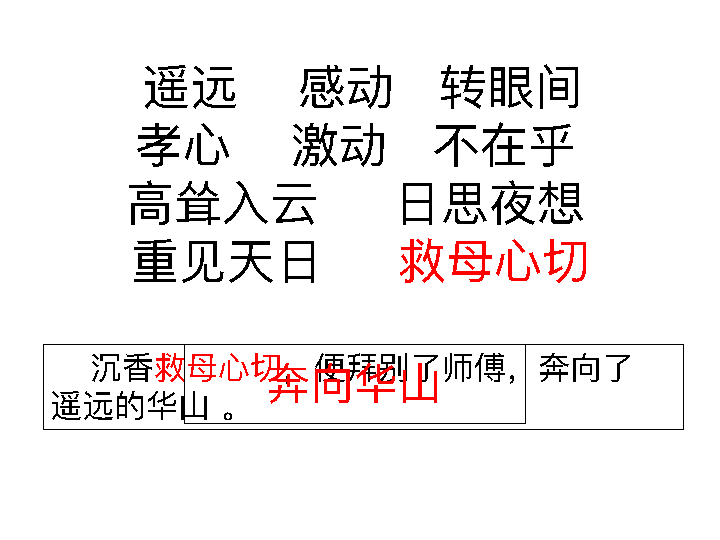 遥远 感动 转眼间
孝心 激动 不在乎
高耸入云 日思夜想
重见天日 救母心切
沉香救母心切，便拜别了师傅，奔向了
遥远的华山 。
奔向华山